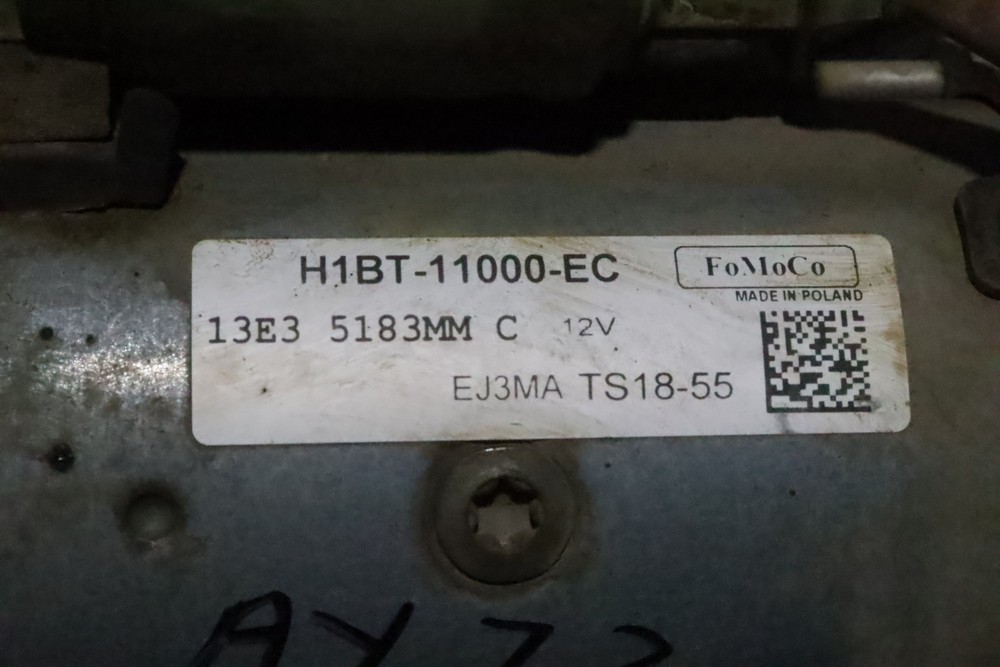 H1BT-11000-EC
FoMoCo
MADE IN POLAND
13E3 5183MM C 12V
EJ3MA TS18-55